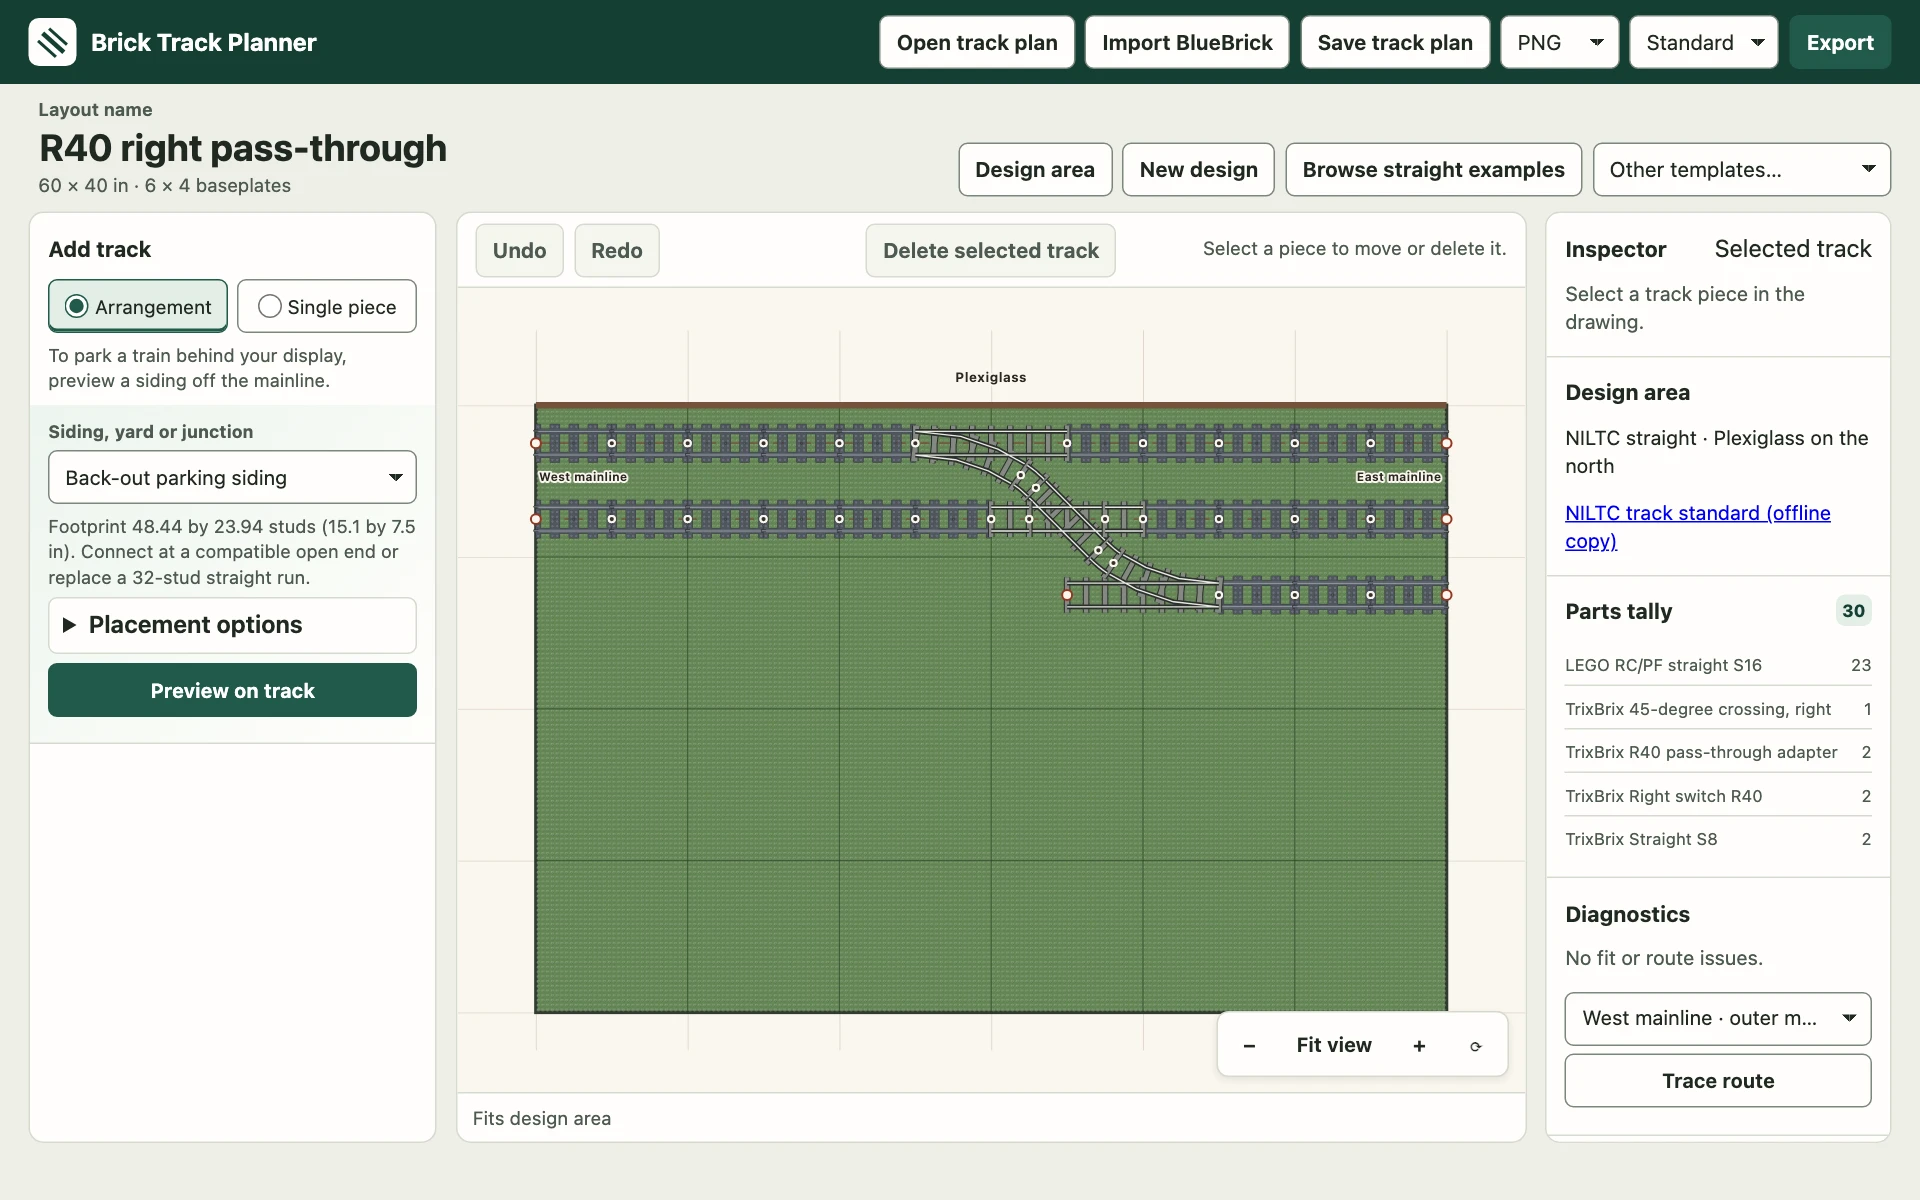 Brick Track Planner
Open track plan
Import BlueBrick
Save track plan
PNG
Standard
Export
Layout name
R40 right pass-through
60 × 40 in · 6 × 4 baseplates
Design area
New design
Browse straight examples
Other templates...
Add track
Arrangement
Single piece
To park a train behind your display,
preview a siding off the mainline.
Siding, yard or junction
Back-out parking siding
Footprint 48.44 by 23.94 studs (15.1 by 7.5
in). Connect at a compatible open end or
replace a 32-stud straight run.
Placement options
Preview on track
Undo
Redo
Delete selected track
Select a piece to move or delete it.
Plexiglass
West mainline
East mainline
Fit view
Fits design area
Inspector
Selected track
Select a track piece in the
drawing.
Design area
NILTC straight · Plexiglass on the
north
NILTC track standard (offline
copy)
Parts tally
30
LEGO RC/PF straight S16
23
TrixBrix 45-degree crossing, right
1
TrixBrix R40 pass-through adapter
2
TrixBrix Right switch R40
2
TrixBrix Straight S8
2
Diagnostics
No fit or route issues.
West mainline · outer m...
Trace route